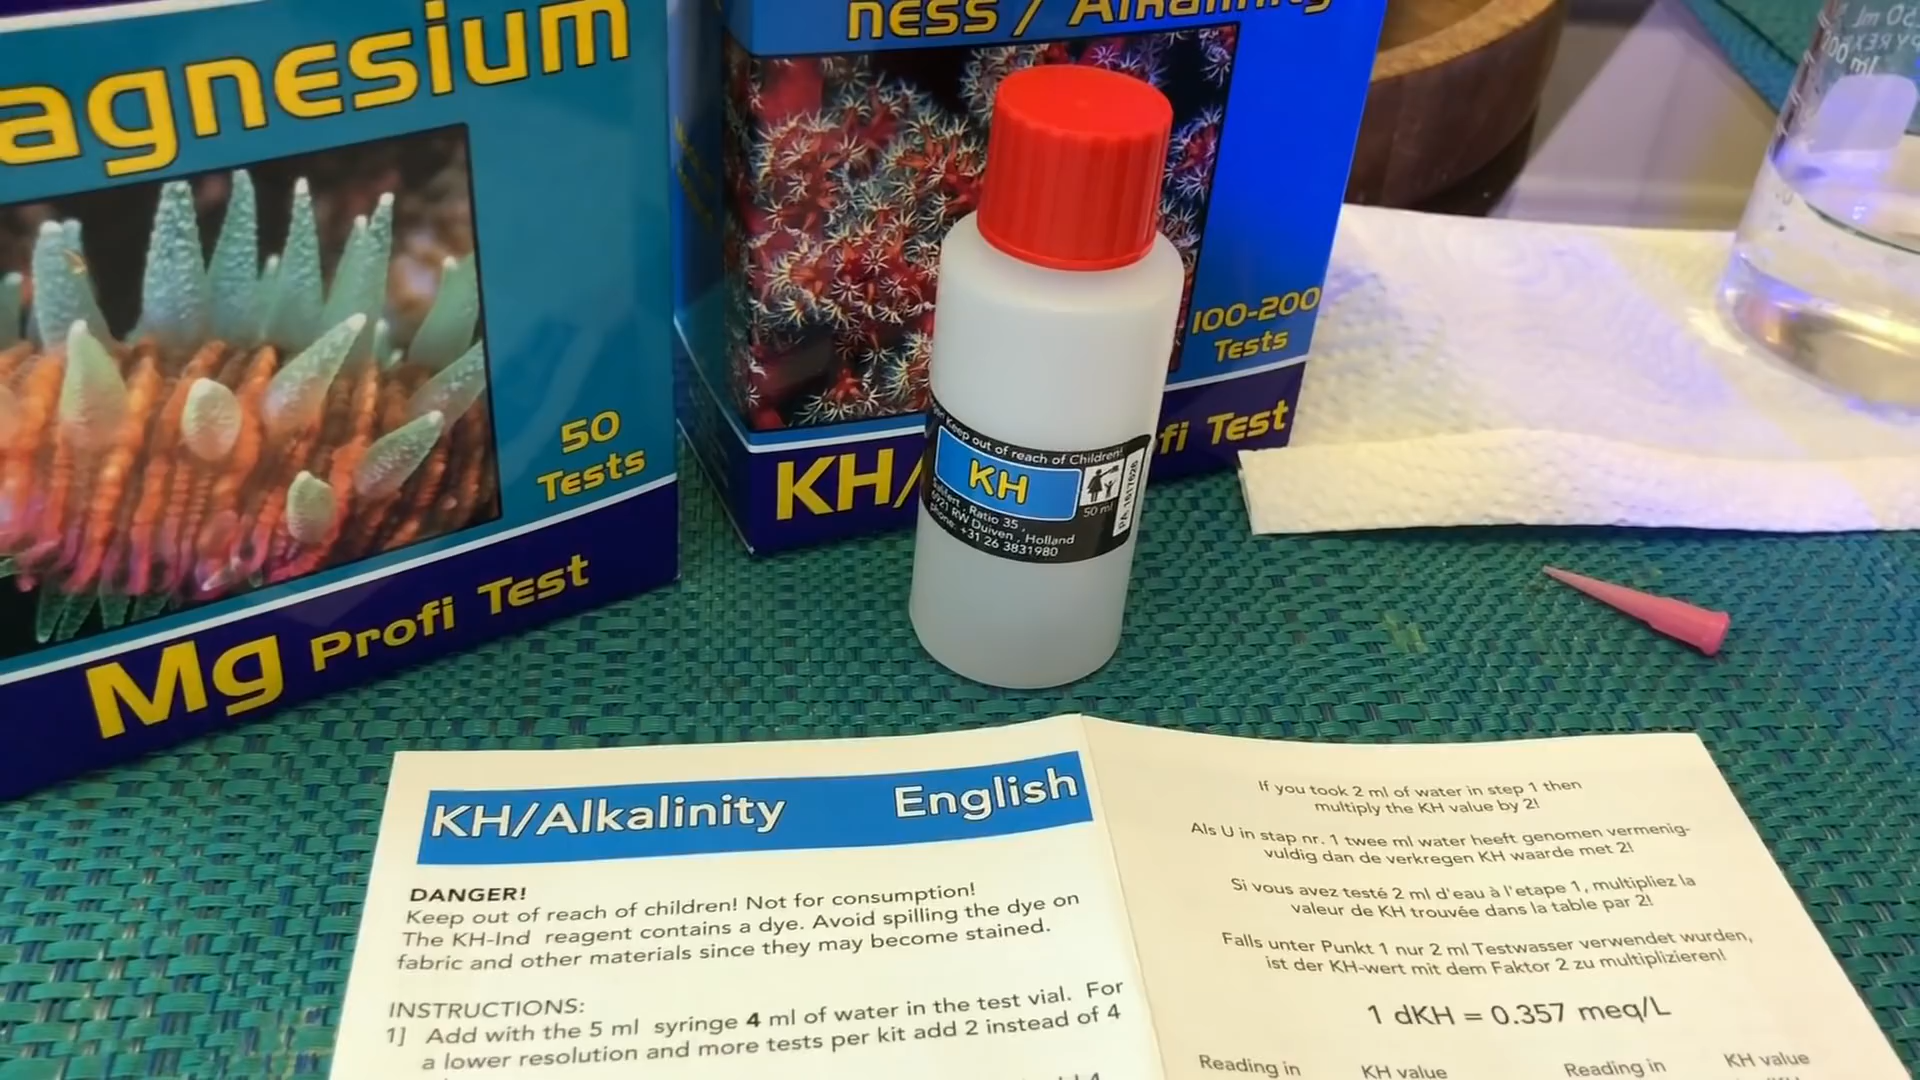 agnesium
50
Tests
Mg Profi Test
ness / Alkalinity
100-200
Tests
KH/
fi Test
Keep out of reach of Children!
KH
50 ml
Salifert, Ratio 35,
6921 RW Duiven, Holland
phone: +31 26 3831980
50 ml
PYREX
KH/Alkalinity English
DANGER!
Keep out of reach of children! Not for consumption!
The KH-Ind reagent contains a dye. Avoid spilling the dye on
fabric and other materials since they may become stained.
INSTRUCTIONS:
1] Add with the 5 ml syringe 4 ml of water in the test vial. For
a lower resolution and more tests per kit add 2 instead of 4
If you took 2 ml of water in step 1 then
multiply the KH value by 2!
Als U in stap nr. 1 twee ml water heeft genomen vermenig-
vuldig dan de verkregen KH waarde met 2!
Si vous avez testé 2 ml d'eau à l'etape 1, multipliez la
valeur de KH trouvée dans la table par 2!
Falls unter Punkt 1 nur 2 ml Testwasser verwendet wurden,
ist der KH-wert mit dem Faktor 2 zu multiplizieren!
1 dKH = 0.357 meq/L
Reading in KH value Reading in KH value